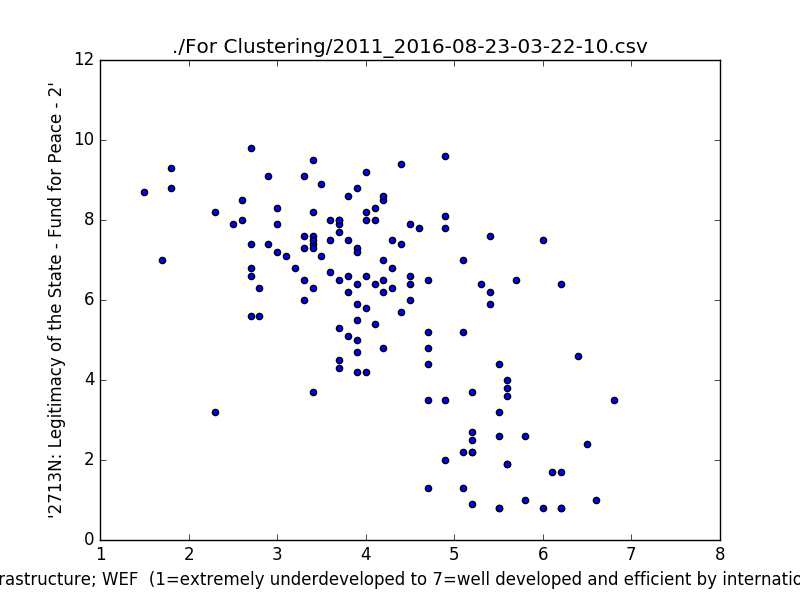 ./For Clustering/2011_2016-08-23-03-22-10.csv
'2713N: Legitimacy of the State - Fund for Peace - 2'
12
10
8
6
4
2
0
1 2 3 4 5 6 7 8
rastructure; WEF (1=extremely underdeveloped to 7=well developed and efficient by internatio